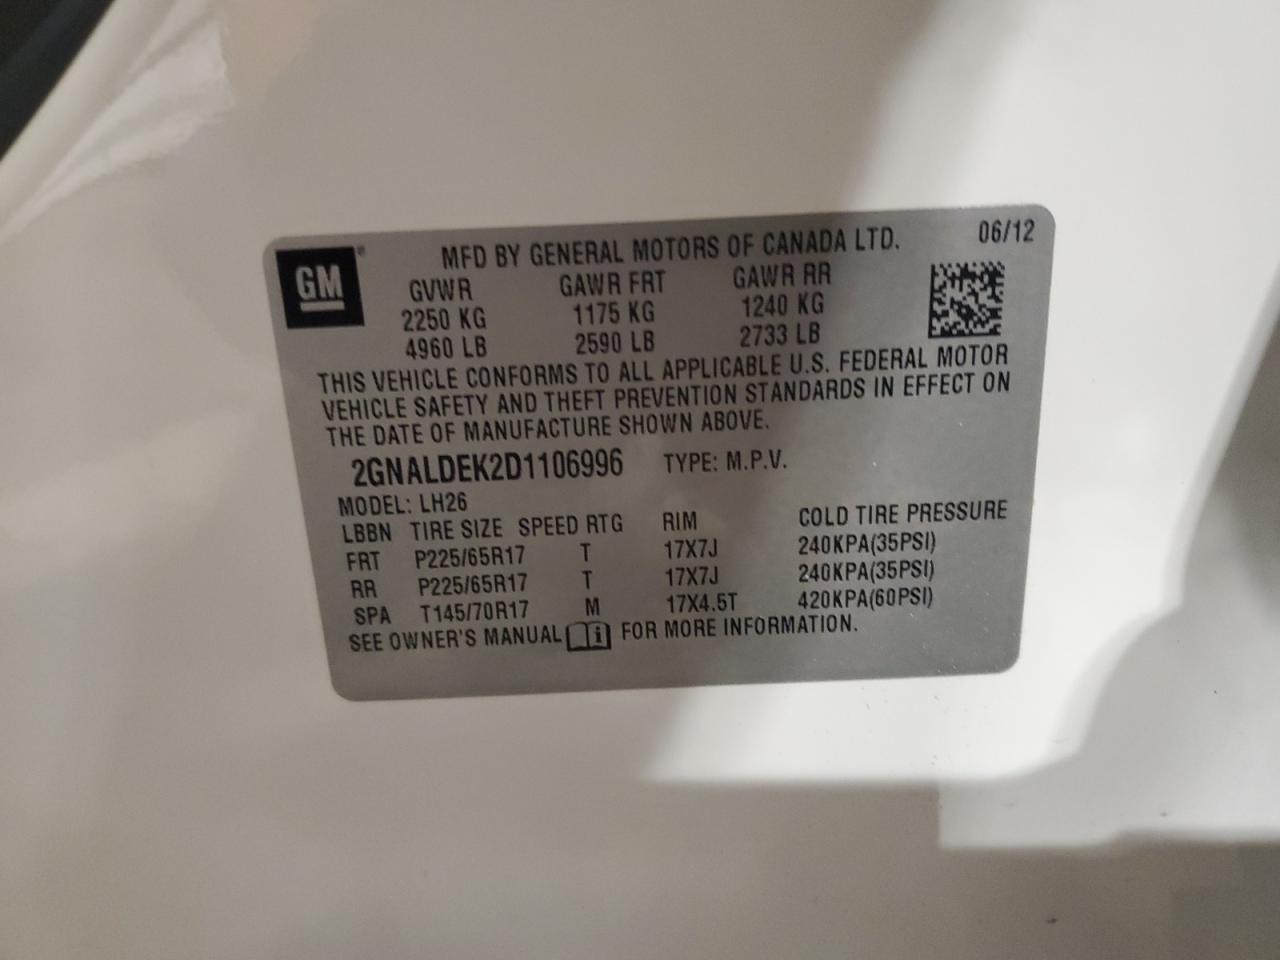 GM
MFD BY GENERAL MOTORS OF CANADA LTD. 06/12
GVWR GAWR FRT GAWR RR
2250 KG 1175 KG 1240 KG
4960 LB 2590 LB 2733 LB
THIS VEHICLE CONFORMS TO ALL APPLICABLE U.S. FEDERAL MOTOR
VEHICLE SAFETY AND THEFT PREVENTION STANDARDS IN EFFECT ON
THE DATE OF MANUFACTURE SHOWN ABOVE.
2GNALDEK2D1106996 TYPE: M.P.V.
MODEL: LH26
LBBN TIRE SIZE SPEED RTG RIM COLD TIRE PRESSURE
FRT P225/65R17 T 17X7J 240KPA(35PSI)
RR P225/65R17 T 17X7J 240KPA(35PSI)
SPA T145/70R17 M 17X4.5T 420KPA(60PSI)
SEE OWNER'S MANUAL i FOR MORE INFORMATION.